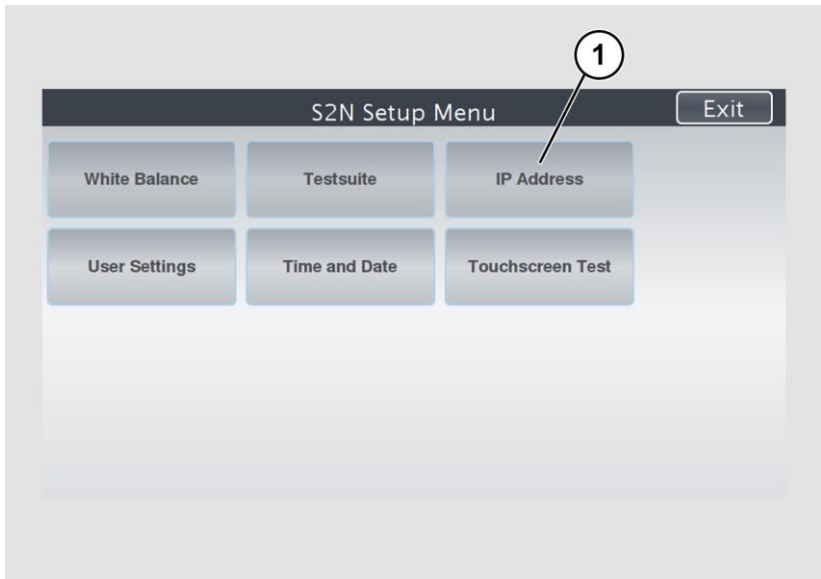 1
S2N Setup Menu
Exit
White Balance
Testsuite
IP Address
User Settings
Time and Date
Touchscreen Test